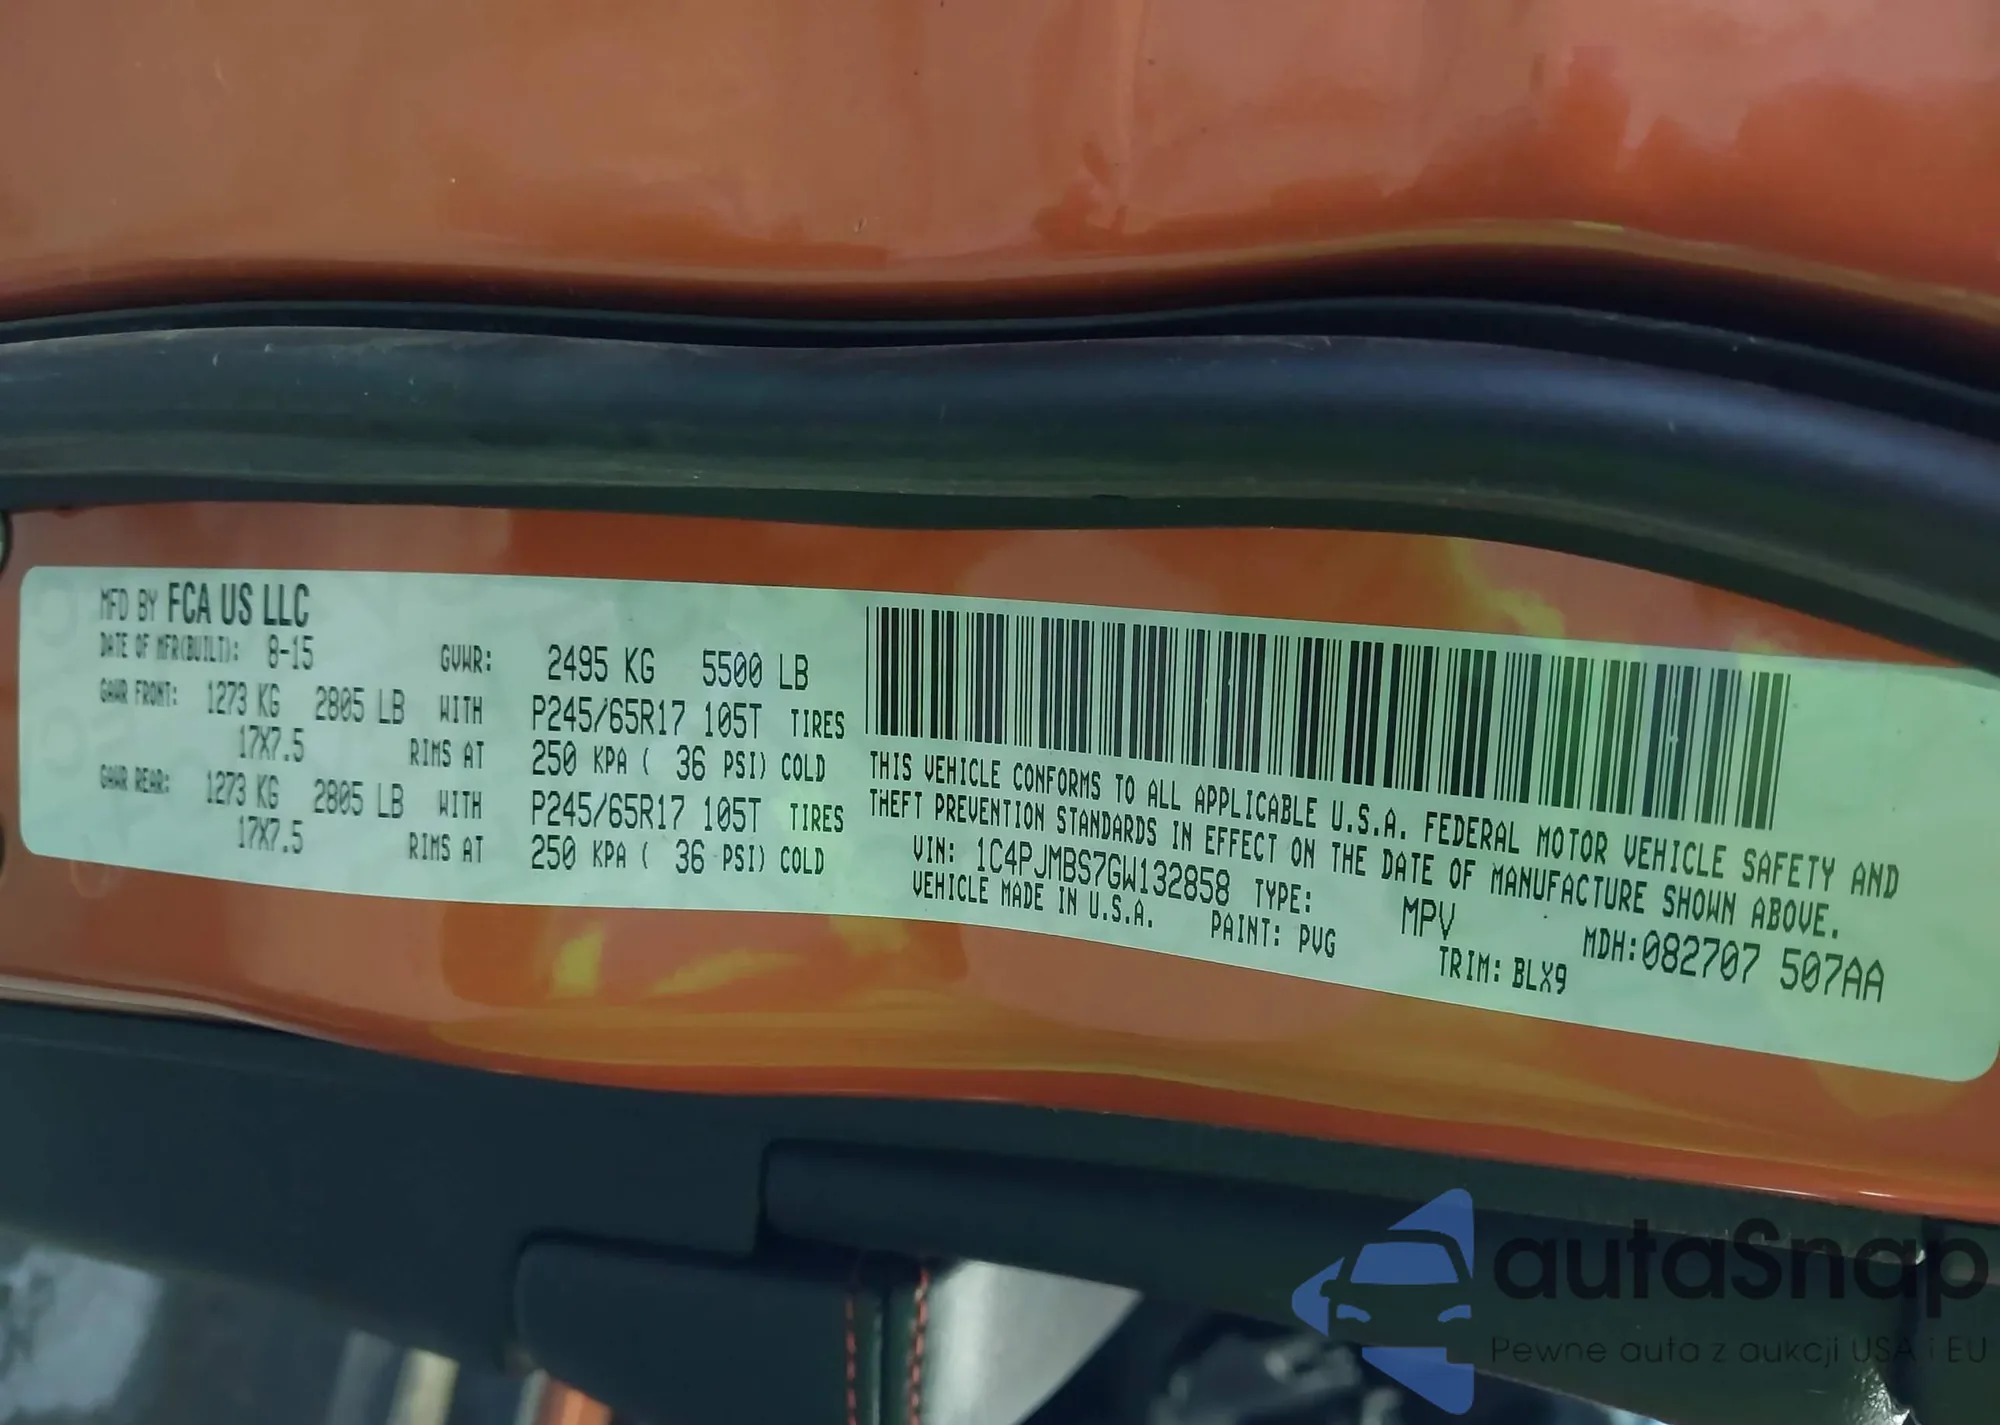 MFD BY FCA US LLC
DATE OF MFR(BUILT): 8-15
GVWR: 2495 KG 5500 LB
GAWR FRONT: 1273 KG 2805 LB WITH P245/65R17 105T TIRES
17X7.5 RIMS AT 250 KPA ( 36 PSI) COLD
GAWR REAR: 1273 KG 2805 LB WITH P245/65R17 105T TIRES
17X7.5 RIMS AT 250 KPA ( 36 PSI) COLD
THIS VEHICLE CONFORMS TO ALL APPLICABLE U.S.A. FEDERAL MOTOR VEHICLE SAFETY AND
THEFT PREVENTION STANDARDS IN EFFECT ON THE DATE OF MANUFACTURE SHOWN ABOVE.
VIN: 1C4PJMBS7GW132858 TYPE: MPV MDH:082707 507AA
VEHICLE MADE IN U.S.A. PAINT: PVG TRIM: BLX9
autaSnap
Pewne auta z aukcji USA i EU